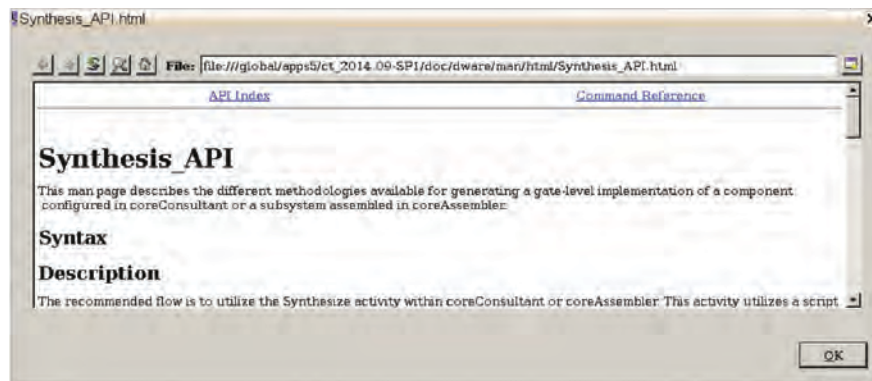 Synthesis_API.html
File: file:///global/apps5/ct_2014.09-SP1/doc/dware/man/html/Synthesis_API.html
API Index Command Reference
Synthesis_API
This man page describes the different methodologies available for generating a gate-level implementation of a component
configured in coreConsultant or a subsystem assembled in coreAssembler.
Syntax
Description
The recommended flow is to utilize the Synthesize activity within coreConsultant or coreAssembler. This activity utilizes a script
OK